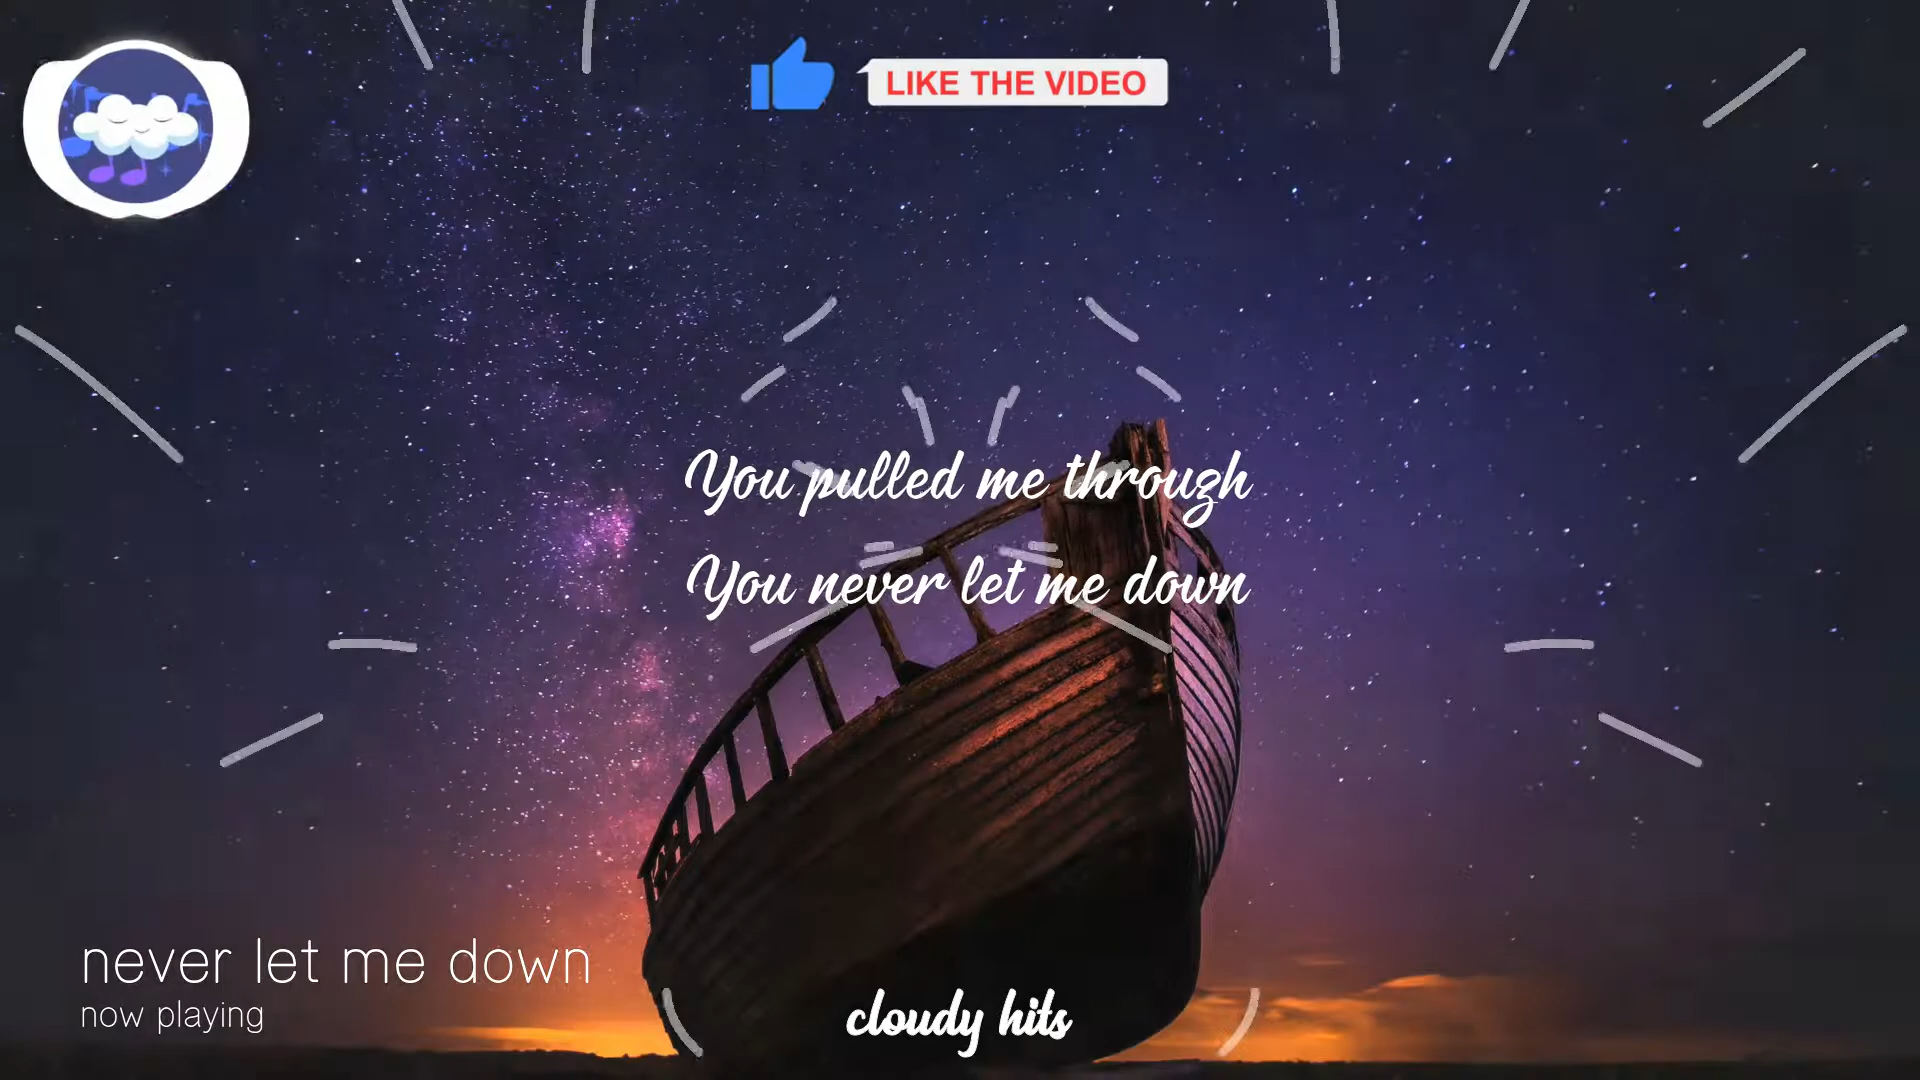 LIKE THE VIDEO
You pulled me through
You never let me down
never let me down
now playing
cloudy hits